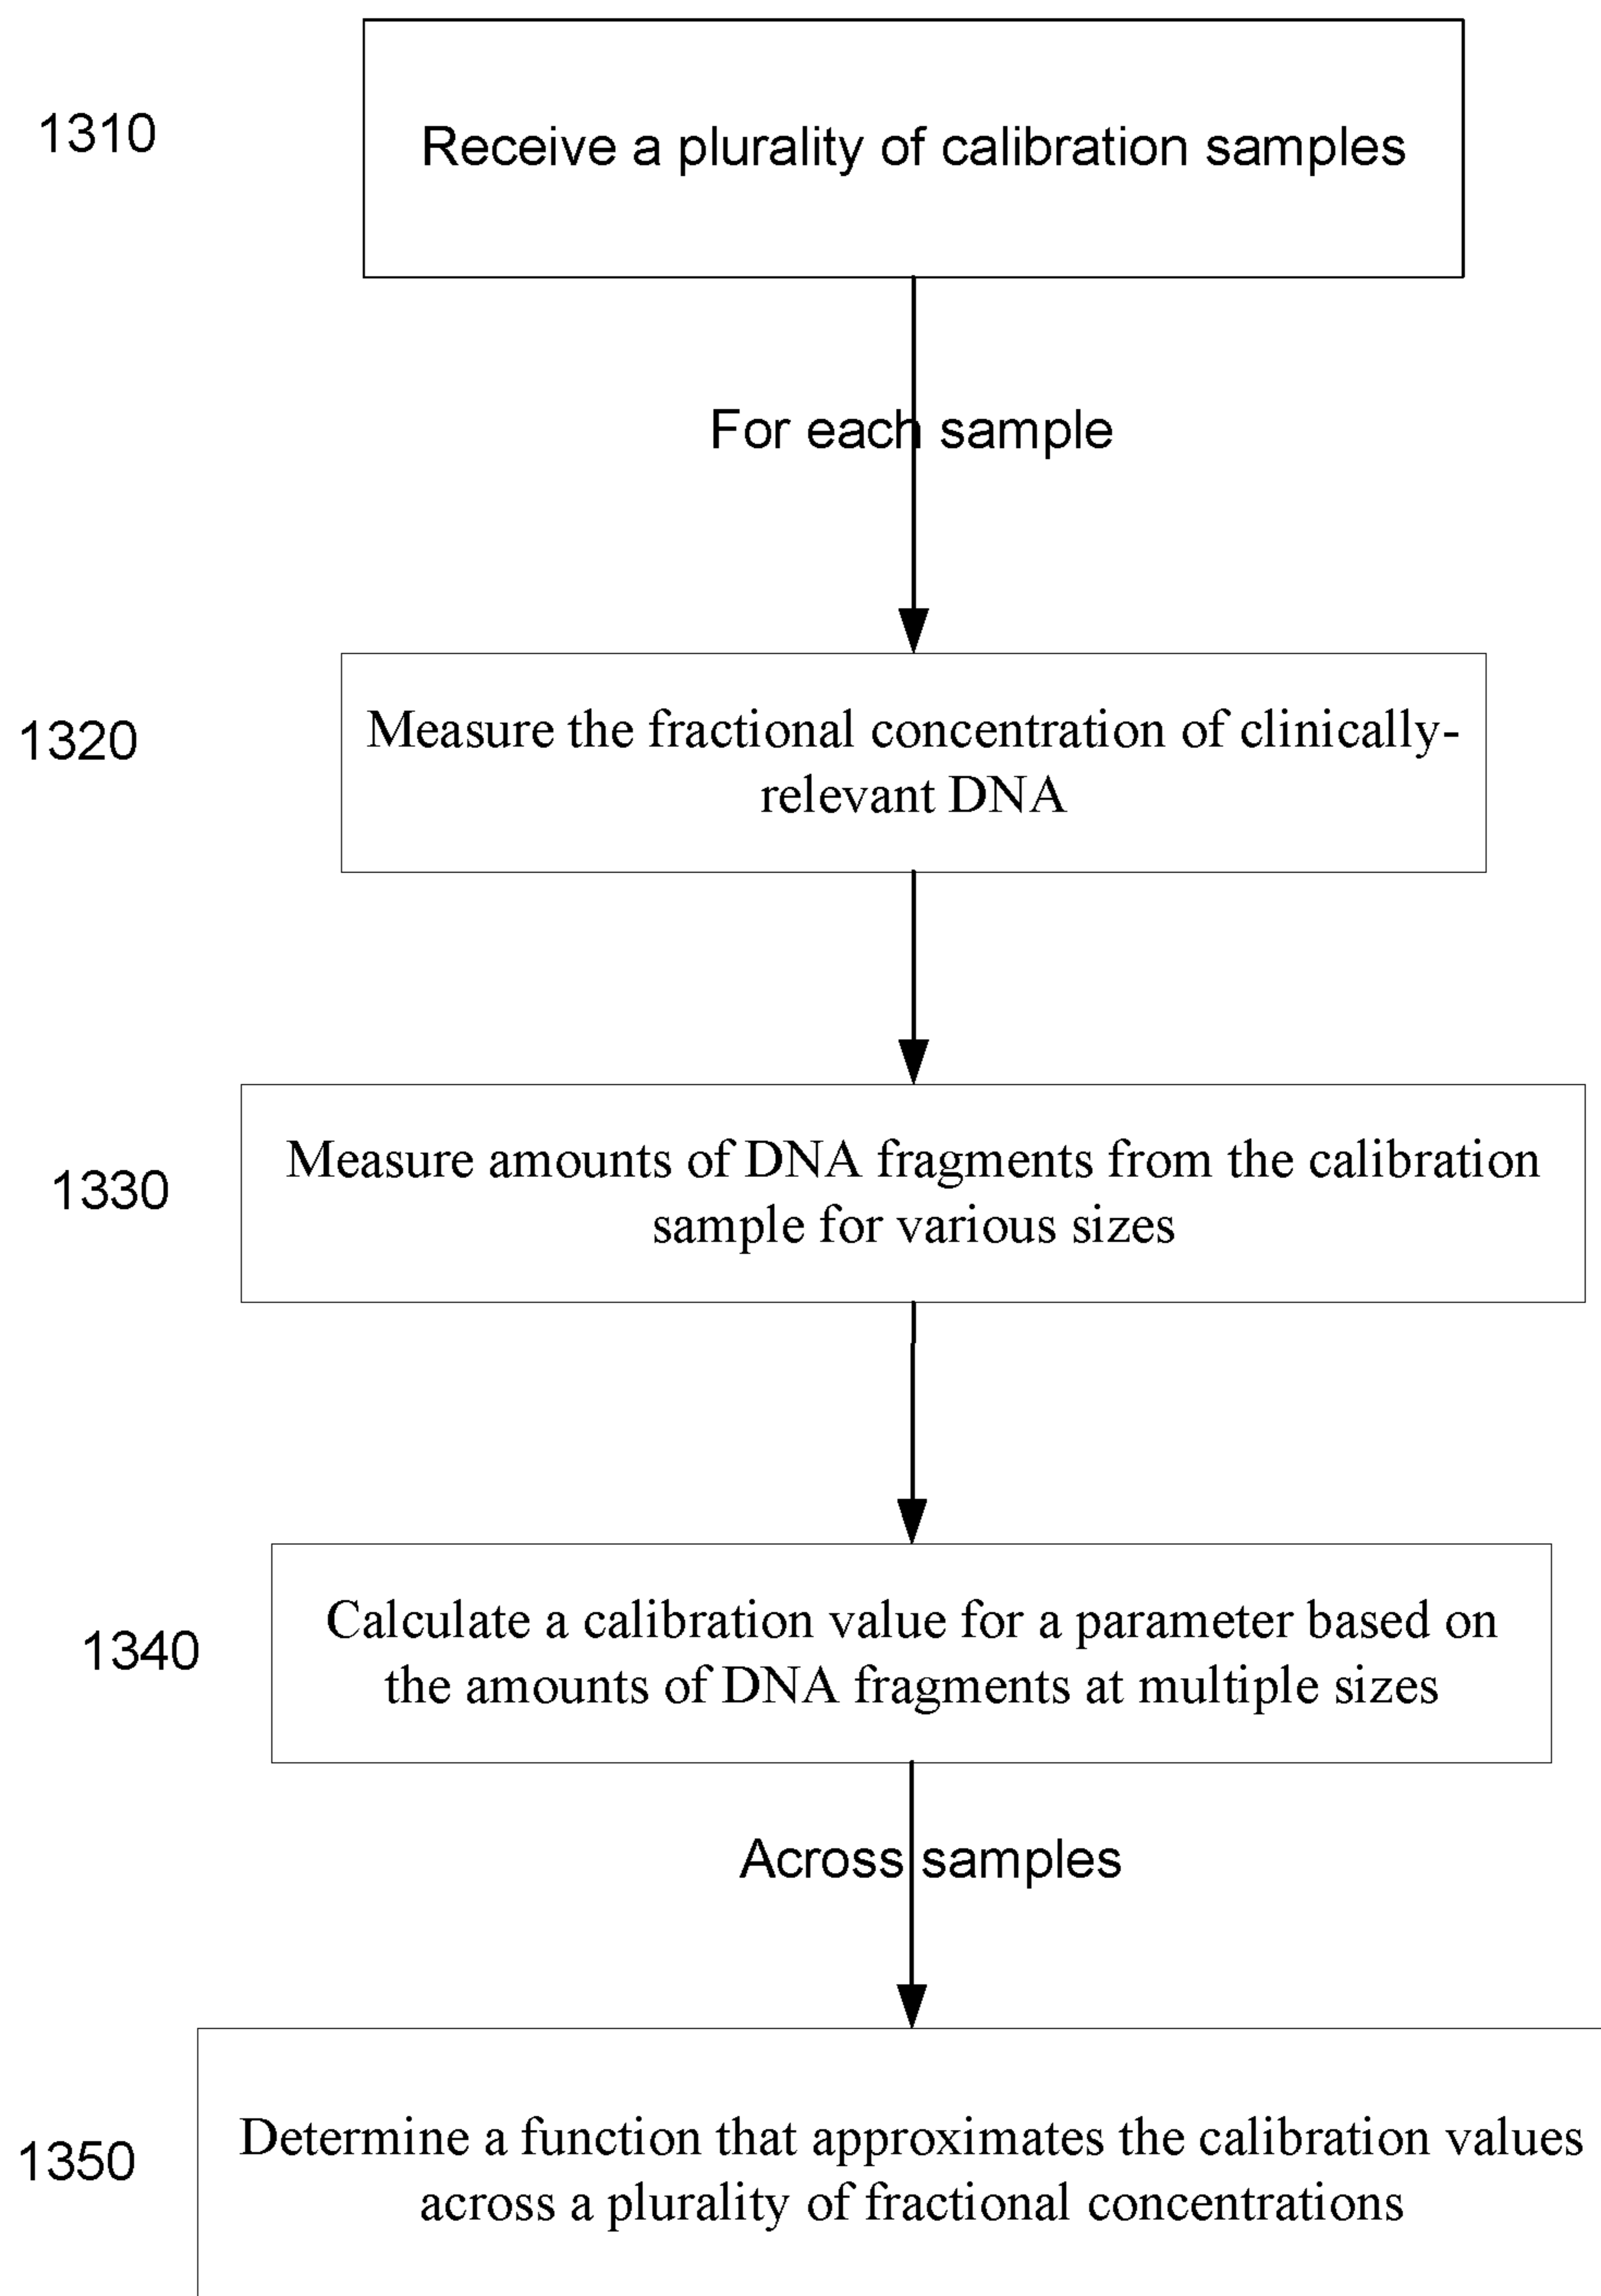 1310
Receive a plurality of calibration samples
For each sample
1320
Measure the fractional concentration of clinically-
relevant DNA
1330
Measure amounts of DNA fragments from the calibration
sample for various sizes
1340
Calculate a calibration value for a parameter based on
the amounts of DNA fragments at multiple sizes
Across samples
1350
Determine a function that approximates the calibration values
across a plurality of fractional concentrations